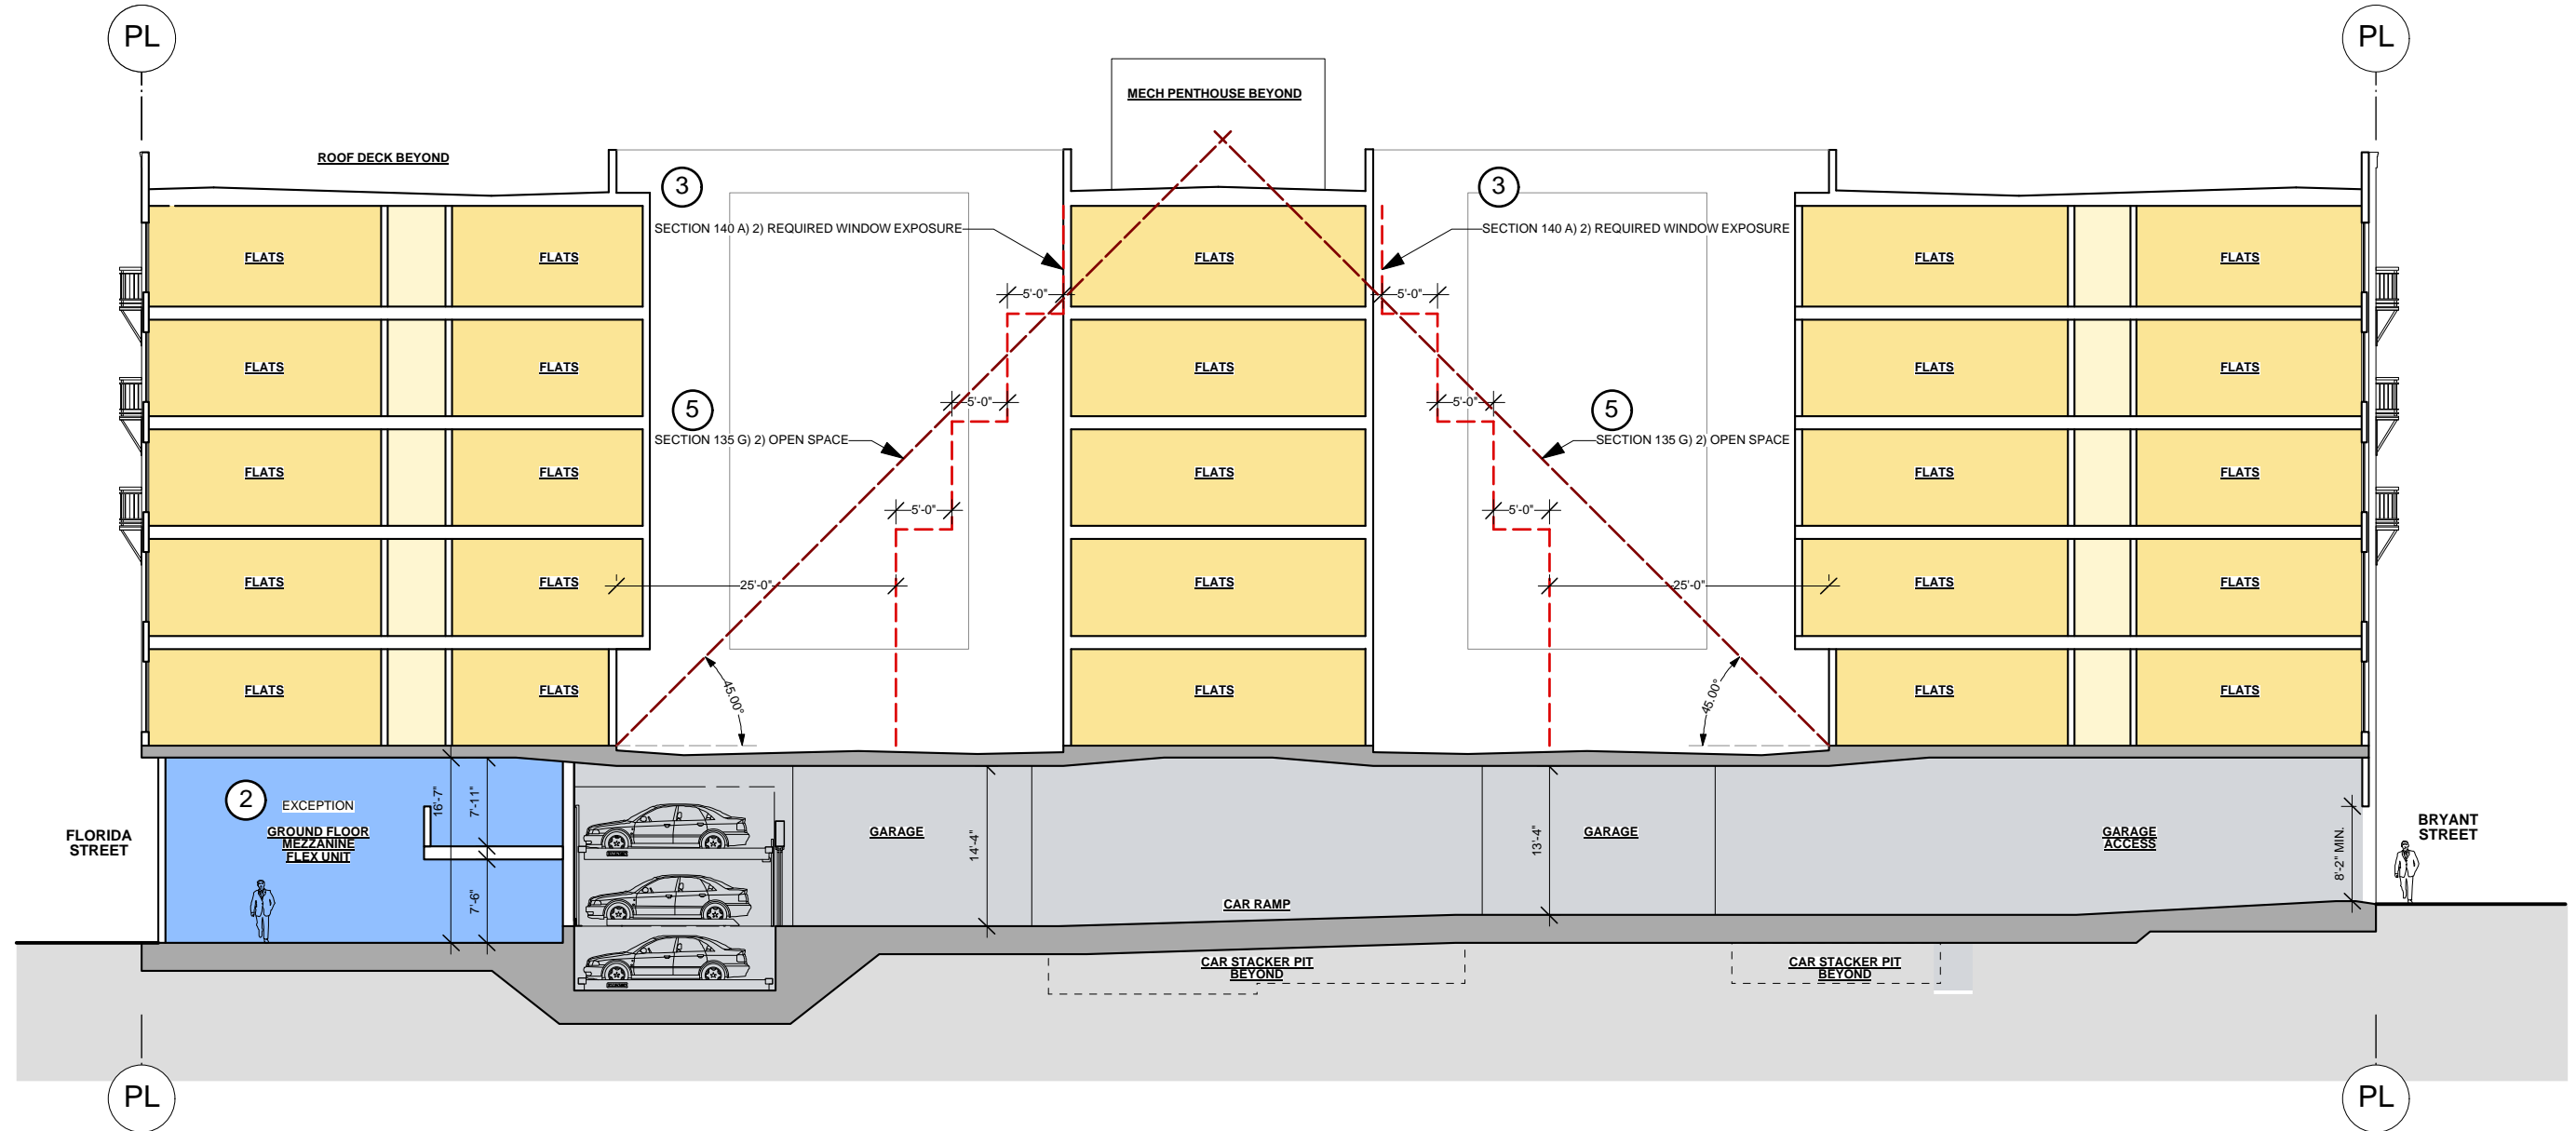 PL
PL
MECH PENTHOUSE BEYOND
ROOF DECK BEYOND
3
3
SECTION 140 A) 2) REQUIRED WINDOW EXPOSURE
SECTION 140 A) 2) REQUIRED WINDOW EXPOSURE
FLATS
FLATS
FLATS
FLATS
FLATS
5'-0"
5'-0"
FLATS
FLATS
FLATS
FLATS
FLATS
5'-0"
5'-0"
5
5
SECTION 135 G) 2) OPEN SPACE
SECTION 135 G) 2) OPEN SPACE
FLATS
FLATS
FLATS
FLATS
FLATS
5'-0"
5'-0"
FLATS
FLATS
25'-0"
FLATS
25'-0"
FLATS
FLATS
45.00°
45.00°
FLATS
FLATS
FLATS
FLATS
FLATS
2
EXCEPTION
GROUND FLOOR
MEZZANINE
FLEX UNIT
16'-7"
7'-11"
7'-6"
FLORIDA
STREET
GARAGE
14'-4"
13'-4"
GARAGE
GARAGE
ACCESS
8'-2" MIN.
BRYANT
STREET
CAR RAMP
CAR STACKER PIT
BEYOND
CAR STACKER PIT
BEYOND
PL
PL